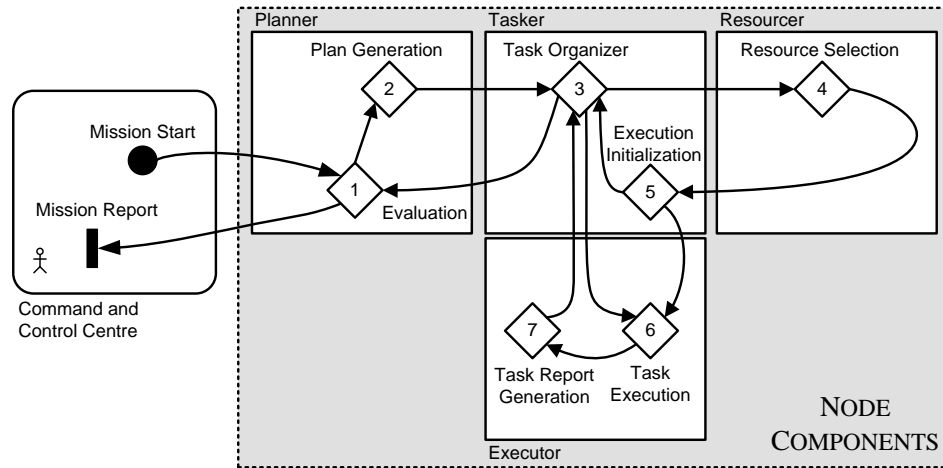 Planner
Tasker
Resourcer
Plan Generation
Task Organizer
Resource Selection
2
3
4
Mission Start
Execution
Initialization
1
5
Mission Report
Evaluation
Command and
Control Centre
7
6
Task Report
Generation
Task
Execution
NODE
COMPONENTS
Executor